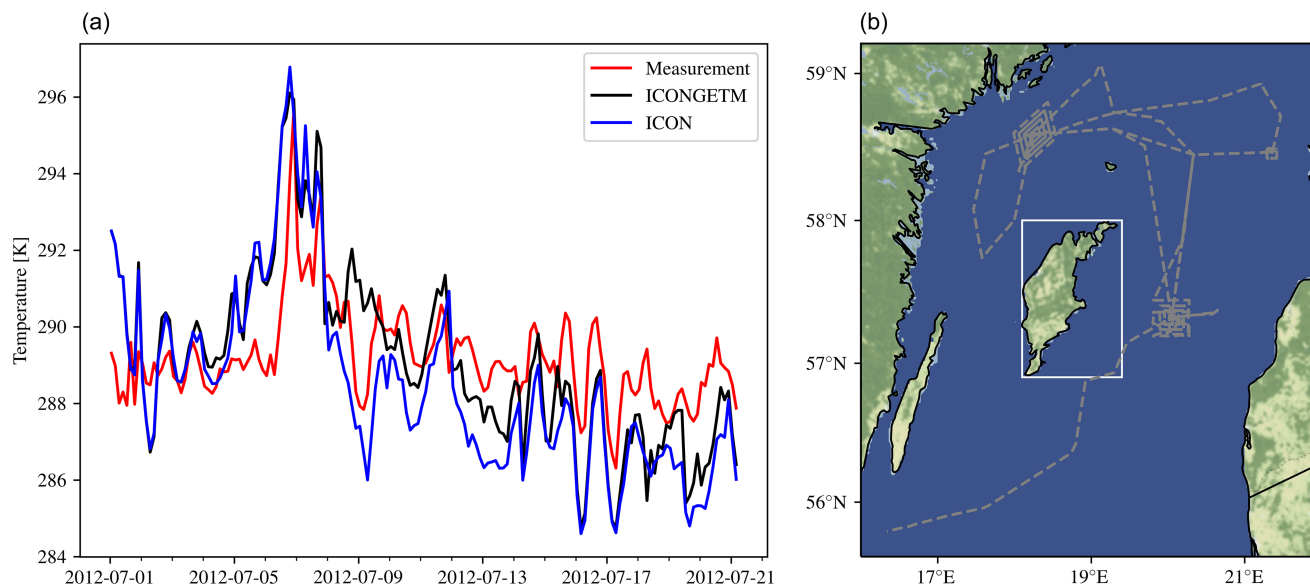 (a)
Temperature [K]
296
294
292
290
288
286
284
Measurement
ICONGETM
ICON
2012-07-01
2012-07-05
2012-07-09
2012-07-13
2012-07-17
2012-07-21
(b)
59°N
58°N
57°N
56°N
17°E
19°E
21°E